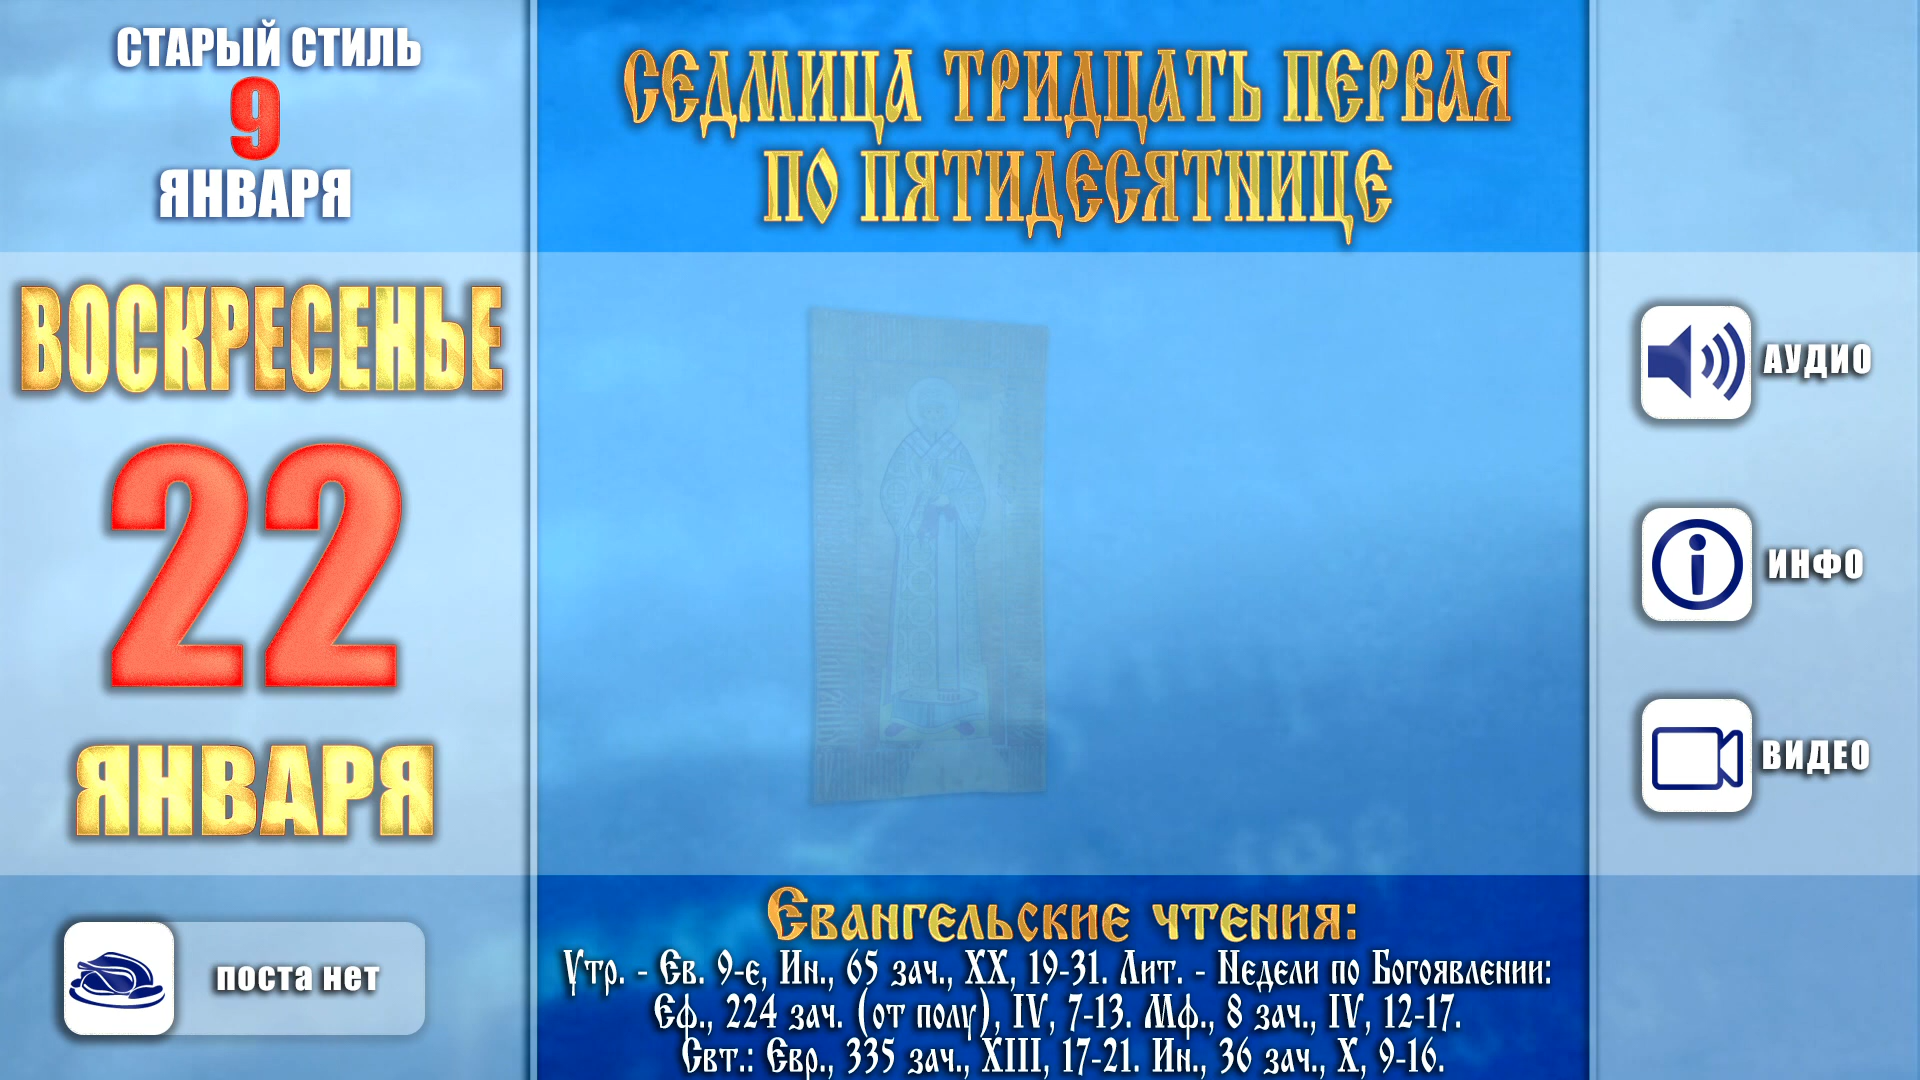 СТАРЫЙ СТИЛЬ
9
ЯНВАРЯ
ВОСКРЕСЕНЬЕ
22
ЯНВАРЯ
поста нет
СЕДМИЦА ТРИДЦАТЬ ПЕРВАЯ
ПО ПЯТИДЕСЯТНИЦЕ
Евангельские чтения:
Утр. - Ев. 9-е, Ин., 65 зач., XX, 19-31. Лит. - Недели по Богоявлении:
Еф., 224 зач. (от полу), IV, 7-13. Мф., 8 зач., IV, 12-17.
Свт.: Евр., 335 зач., XIII, 17-21. Ин., 36 зач., X, 9-16.
АУДИО
ИНФО
ВИДЕО